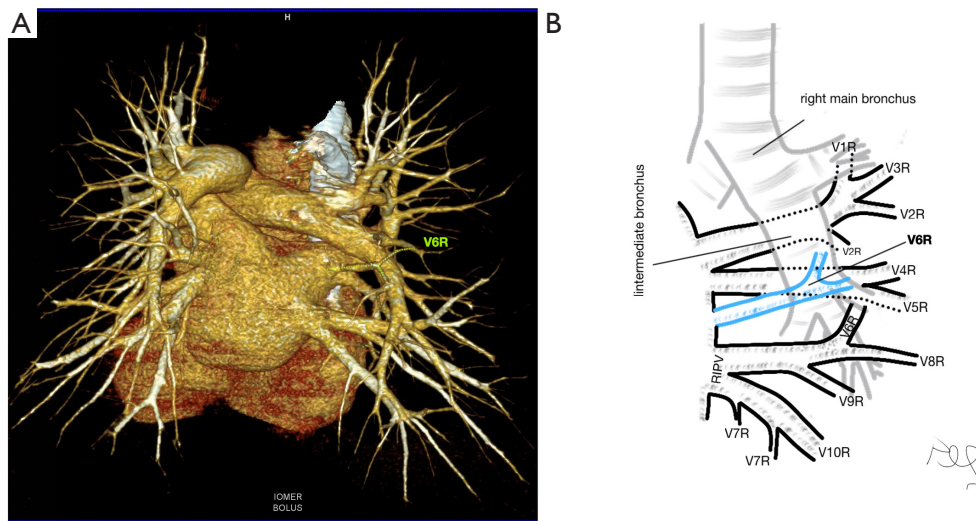 A
H
V6R
IOMER
BOLUS
B
right main bronchus
V1R
V3R
V2R
V2R
V6R
lintermediate bronchus
V4R
V5R
V6R
V8R
RIPV
V9R
V7R
V10R
V7R